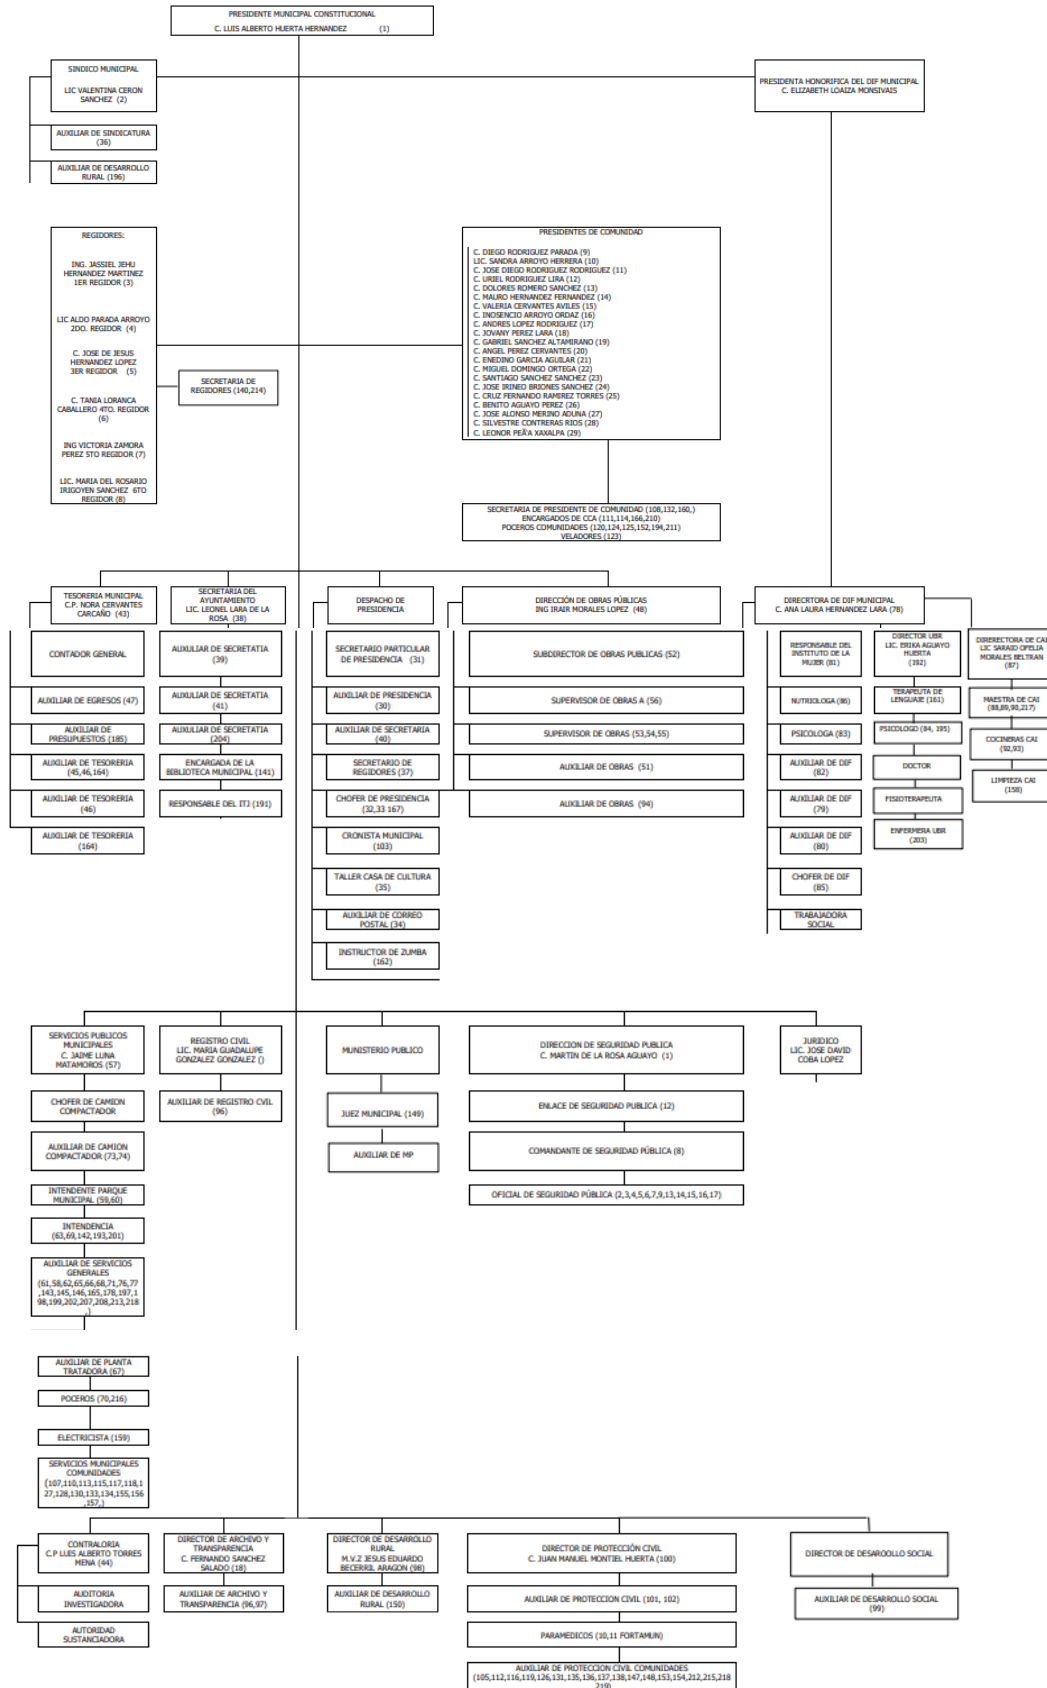 PRESIDENTE MUNICIPAL CONSTITUCIONAL
C. LUIS ALBERTO HUERTA HERNANDEZ (1)
SINDICO MUNICIPAL
LIC VALENTINA CERON
SANCHEZ (2)
AUXILIAR DE SINDICATURA
(36)
AUXILIAR DE DESARROLLO
RURAL (196)
PRESIDENTA HONORIFICA DEL DIF MUNICIPAL
C. ELIZABETH LOAIZA MONSIVAIS
REGIDORES:
ING. JASSIEL JEHU
HERNANDEZ MARTINEZ
1ER REGIDOR (3)
LIC ALDO PARADA ARROYO
2DO. REGIDOR (4)
C. JOSE DE JESUS
HERNANDEZ LOPEZ
3ER REGIDOR (5)
C. TANIA LORANCA
CABALLERO 4TO. REGIDOR
(6)
ING VICTORIA ZAMORA
PEREZ 5TO REGIDOR (7)
LIC. MARIA DEL ROSARIO
IRIGOYEN SANCHEZ 6TO
REGIDOR (8)
SECRETARIA DE
REGIDORES (140,214)
PRESIDENTES DE COMUNIDAD
C. DIEGO RODRIGUEZ PARADA (9)
LIC. SANDRA ARROYO HERRERA (10)
C. JOSE DIEGO RODRIGUEZ RODRIGUEZ (11)
C. URIEL RODRIGUEZ LIRA (12)
C. DOLORES ROMERO SANCHEZ (13)
C. MAURO HERNANDEZ FERNANDEZ (14)
C. VALERIA CERVANTES AVILES (15)
C. INOSENCIO ARROYO ORDAZ (16)
C. ANDRES LOPEZ RODRIGUEZ (17)
C. JOVANY PEREZ LARA (18)
C. GABRIEL SANCHEZ ALTAMIRANO (19)
C. ANGEL PEREZ CERVANTES (20)
C. ENEDINO GARCIA AGUILAR (21)
C. MIGUEL DOMINGO ORTEGA (22)
C. SANTIAGO SANCHEZ SANCHEZ (23)
C. JOSE IRINEO BRIONES SANCHEZ (24)
C. CRUZ FERNANDO RAMIREZ TORRES (25)
C. BENITO AGUAYO PEREZ (26)
C. JOSE ALONSO MERINO ADUNA (27)
C. SILVESTRE CONTRERAS RIOS (28)
C. LEONOR PEÃ'A XAXALPA (29)
SECRETARIA DE PRESIDENTE DE COMUNIDAD (108,132,160,)
ENCARGADOS DE CCA (111,114,166,210)
POCEROS COMUNIDADES (120,124,125,152,194,211)
VELADORES (123)
TESORERIA MUNICIPAL
C.P. NORA CERVANTES
CARCAÑO (43)
CONTADOR GENERAL
AUXILIAR DE EGRESOS (47)
AUXILIAR DE
PRESUPUESTOS (185)
AUXILIAR DE TESORERIA
(45,46,164)
AUXILIAR DE TESORERIA
(46)
AUXILIAR DE TESORERIA
(164)
SECRETARIA DEL
AYUNTAMIENTO
LIC. LEONEL LARA DE LA
ROSA (38)
AUXULIAR DE SECRETATIA
(39)
AUXULIAR DE SECRETATIA
(41)
AUXULIAR DE SECRETATIA
(204)
ENCARGADA DE LA
BIBLIOTECA MUNICIPAL (141)
RESPONSABLE DEL ITJ (191)
DESPACHO DE
PRESIDENCIA
SECRETARIO PARTICULAR
DE PRESIDENCIA (31)
AUXILIAR DE PRESIDENCIA
(30)
AUXILIAR DE SECRETARIA
(40)
SECRETARIO DE
REGIDORES (37)
CHOFER DE PRESIDENCIA
(32,33 167)
CRONISTA MUNICIPAL
(103)
TALLER CASA DE CULTURA
(35)
AUXILIAR DE CORREO
POSTAL (34)
INSTRUCTOR DE ZUMBA
(162)
DIRECCIÓN DE OBRAS PÚBLICAS
ING IRAIR MORALES LOPEZ (48)
SUBDIRECTOR DE OBRAS PUBLICAS (52)
SUPERVISOR DE OBRAS A (56)
SUPERVISOR DE OBRAS (53,54,55)
AUXILIAR DE OBRAS (51)
AUXILIAR DE OBRAS (94)
DIRECRTORA DE DIF MUNICIPAL
C. ANA LAURA HERNANDEZ LARA (78)
RESPONSABLE DEL
INSTITUTO DE LA
MUJER (81)
NUTRIOLOGA (86)
PSICOLOGA (83)
AUXILIAR DE DIF
(82)
AUXILIAR DE DIF
(79)
AUXILIAR DE DIF
(80)
CHOFER DE DIF
(85)
TRABAJADORA
SOCIAL
DIRECTOR UBR
LIC. ERIKA AGUAYO
HUERTA
(192)
TERAPEUTA DE
LENGUAJE (161)
PSICOLOGO (84, 195)
DOCTOR
FISIOTERAPEUTA
ENFERMERA UBR
(203)
DIRERECTORA DE CAI
LIC SARAID OFELIA
MORALES BELTRAN
(87)
MAESTRA DE CAI
(88,89,90,217)
COCINERAS CAI
(92,93)
LIMPIEZA CAI
(158)
SERVICIOS PUBLICOS
MUNICIPALES
C. JAIME LUNA
MATAMOROS (57)
CHOFER DE CAMION
COMPACTADOR
AUXILIAR DE CAMION
COMPACTADOR (73,74)
INTENDENTE PARQUE
MUNICIPAL (59,60)
INTENDENCIA
(63,69,142,193,201)
AUXILIAR DE SERVICIOS
GENERALES
(61,58,62,65,66,68,71,76,77
,143,145,146,165,178,197,1
98,199,202,207,208,213,218
,)
REGISTRO CIVIL
LIC. MARIA GUADALUPE
GONZALEZ GONZALEZ ()
AUXILIAR DE REGISTRO CVIL
(96)
MUNISTERIO PUBLICO
JUEZ MUNICIPAL (149)
AUXILIAR DE MP
DIRECCION DE SEGURIDAD PUBLICA
C. MARTIN DE LA ROSA AGUAYO (1)
ENLACE DE SEGURIDAD PUBLICA (12)
COMANDANTE DE SEGURIDAD PÚBLICA (8)
OFICIAL DE SEGURIDAD PÚBLICA (2,3,4,5,6,7,9,13,14,15,16,17)
JURIDICO
LIC. JOSE DAVID
COBA LOPEZ
AUXILIAR DE PLANTA
TRATADORA (67)
POCEROS (70,216)
ELECTRICISTA (159)
SERVICIOS MUNICIPALES
COMUNIDADES
(107,110,113,115,117,118,1
27,128,130,133,134,155,156
,157,)
CONTRALORIA
C.P LUIS ALBERTO TORRES
MENA (44)
AUDITORIA
INVESTIGADORA
AUTORIDAD
SUSTANCIADORA
DIRECTOR DE ARCHIVO Y
TRANSPARENCIA
C. FERNANDO SANCHEZ
SALADO (18)
AUXILIAR DE ARCHIVO Y
TRANSPARENCIA (96,97)
DIRECTOR DE DESARROLLO
RURAL
M.V.Z JESUS EDUARDO
BECERRIL ARAGON (98)
AUXILIAR DE DESARROLLO
RURAL (150)
DIRECTOR DE PROTECCIÓN CIVIL
C. JUAN MANUEL MONTIEL HUERTA (100)
AUXILIAR DE PROTECCION CIVIL (101, 102)
PARAMEDICOS (10,11 FORTAMUN)
AUXILIAR DE PROTECCION CIVIL COMUNIDADES
(105,112,116,119,126,131,135,136,137,138,147,148,153,154,212,215,218
219)
DIRECTOR DE DESAROOLLO SOCIAL
AUXILIAR DE DESARROLLO SOCIAL
(99)